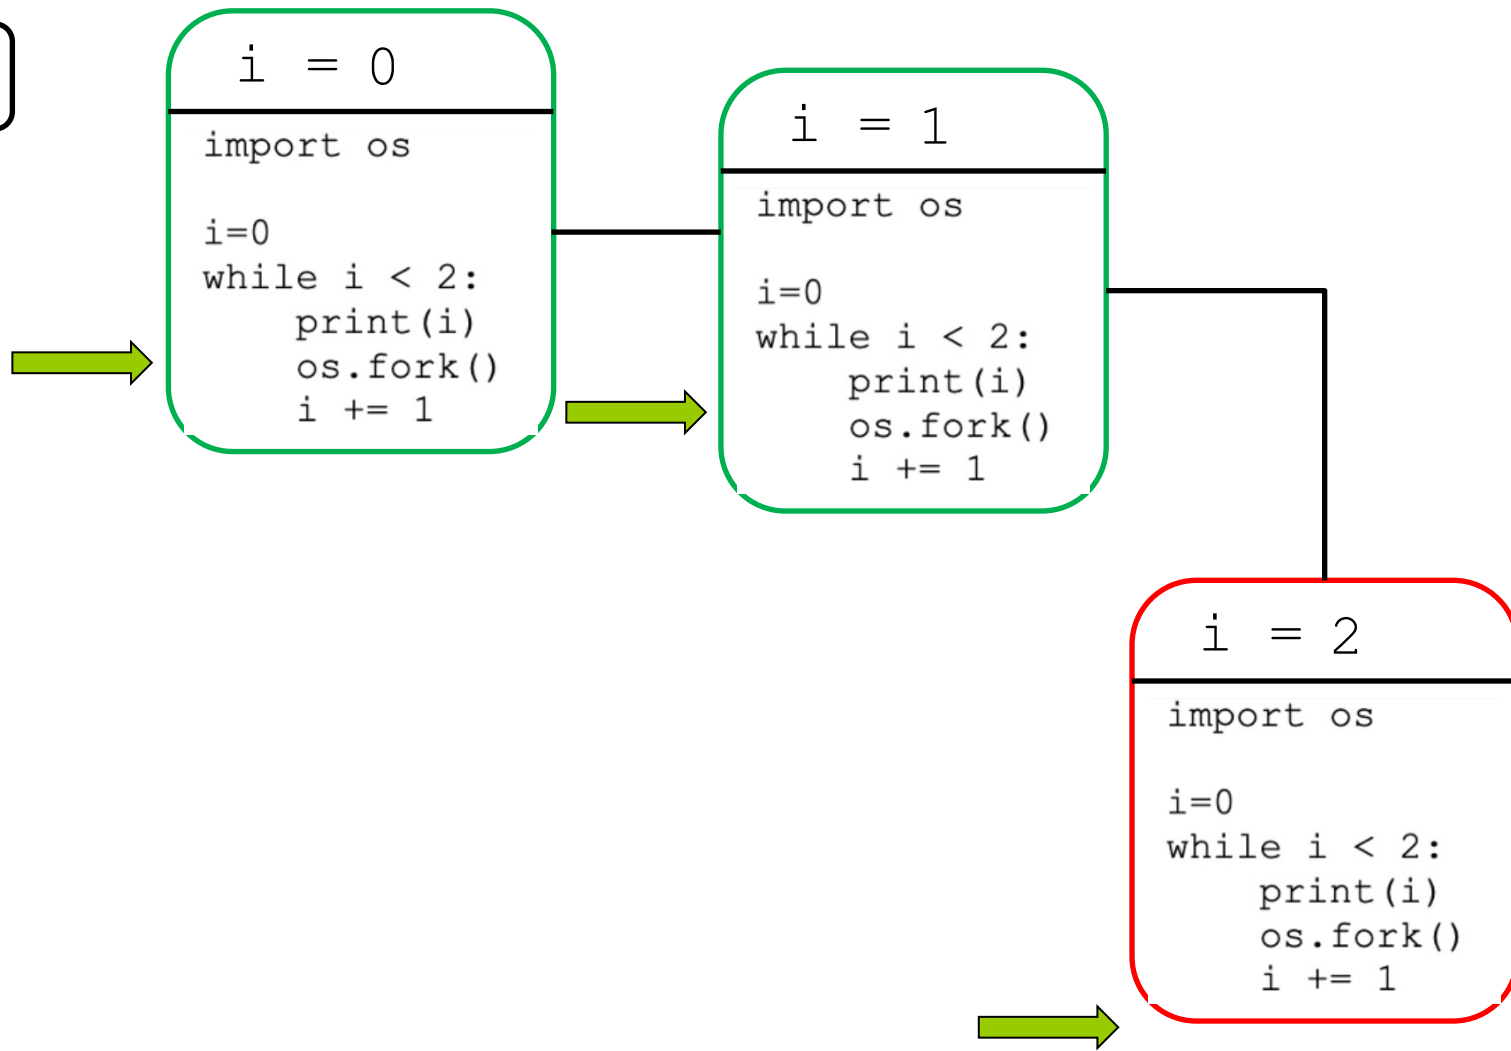 i = 0
import os
i=0
while i < 2:
print(i)
os.fork()
i += 1
i = 1
import os
i=0
while i < 2:
print(i)
os.fork()
i += 1
i = 2
import os
i=0
while i < 2:
print(i)
os.fork()
i += 1